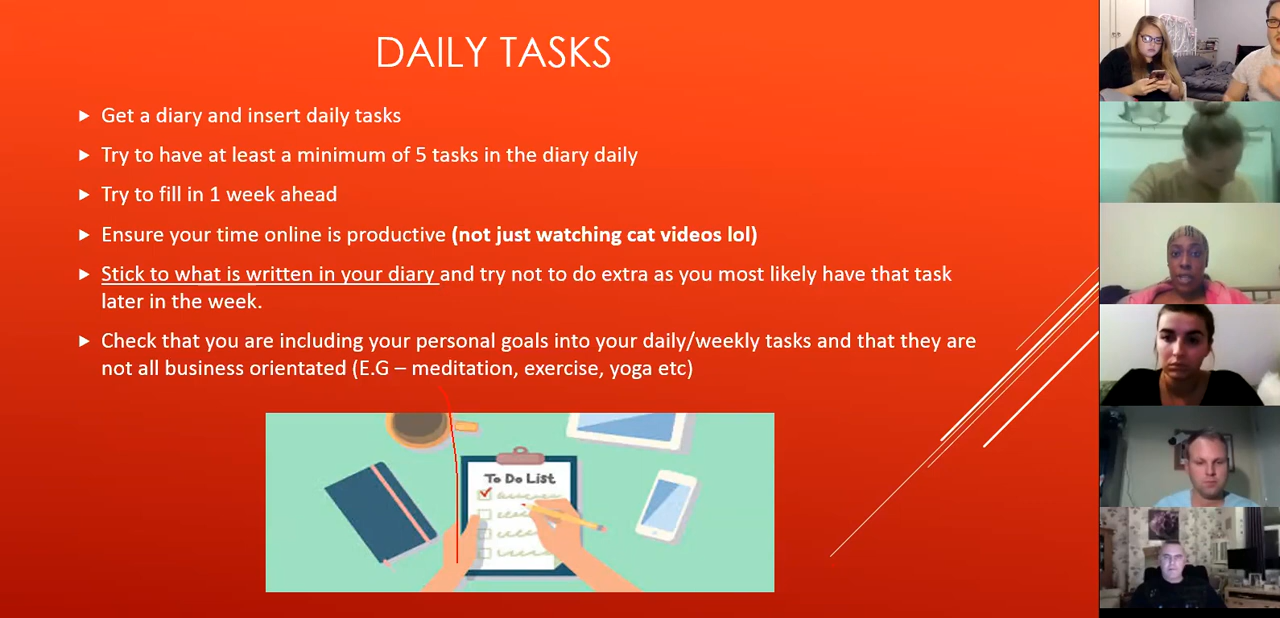 DAILY TASKS
Get a diary and insert daily tasks
Try to have at least a minimum of 5 tasks in the diary daily
Try to fill in 1 week ahead
Ensure your time online is productive (not just watching cat videos lol)
Stick to what is written in your diary and try not to do extra as you most likely have that task
later in the week.
Check that you are including your personal goals into your daily/weekly tasks and that they are
not all business orientated (E.G – meditation, exercise, yoga etc)
To Do List